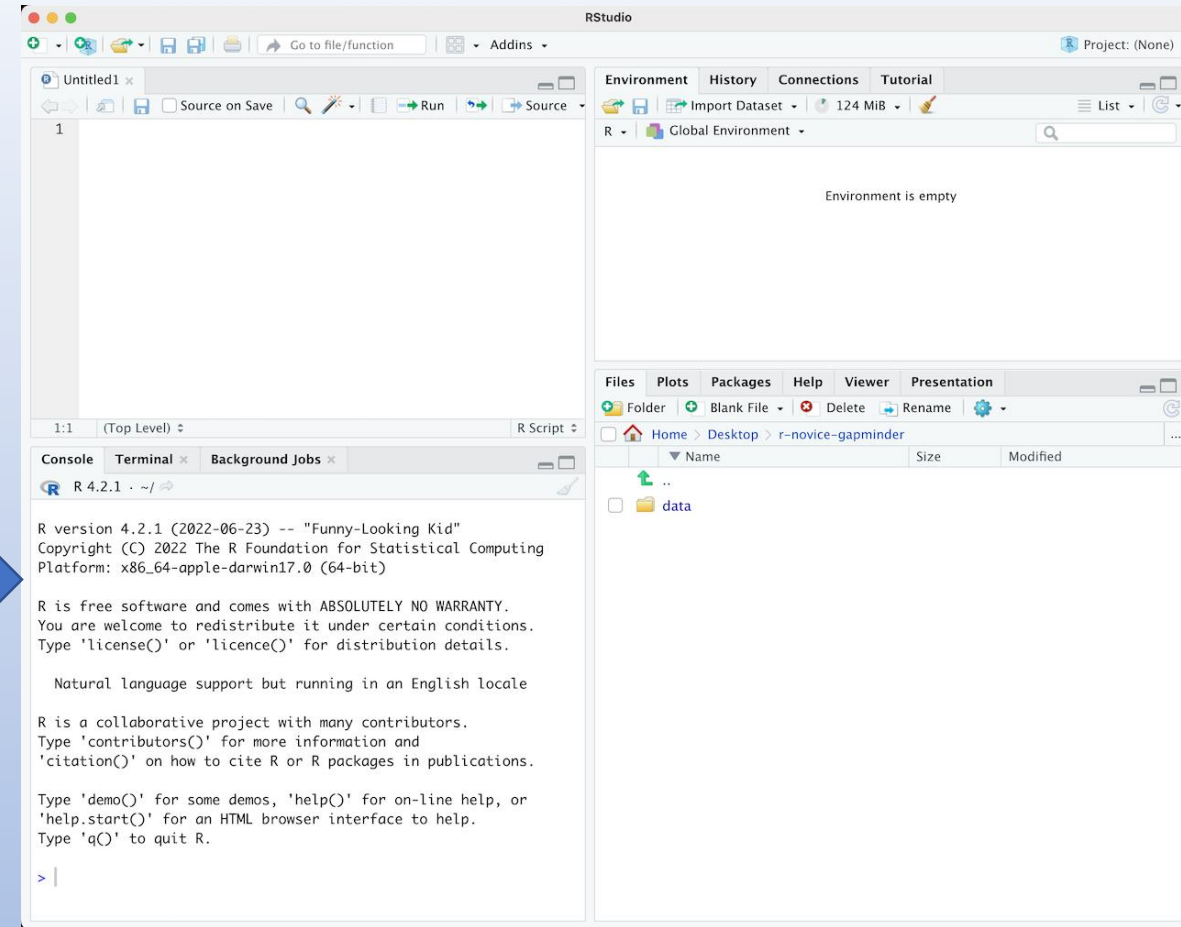 RStudio
Go to file/function Addins Project: (None)
Untitled1
Source on Save Run Source
1
1:1 (Top Level) R Script
Environment History Connections Tutorial
Import Dataset 124 MiB List
R Global Environment
Environment is empty
Console Terminal Background Jobs
R 4.2.1 · ~/
R version 4.2.1 (2022-06-23) -- "Funny-Looking Kid"
Copyright (C) 2022 The R Foundation for Statistical Computing
Platform: x86_64-apple-darwin17.0 (64-bit)
R is free software and comes with ABSOLUTELY NO WARRANTY.
You are welcome to redistribute it under certain conditions.
Type 'license()' or 'licence()' for distribution details.
Natural language support but running in an English locale
R is a collaborative project with many contributors.
Type 'contributors()' for more information and
'citation()' on how to cite R or R packages in publications.
Type 'demo()' for some demos, 'help()' for on-line help, or
'help.start()' for an HTML browser interface to help.
Type 'q()' to quit R.
>
Files Plots Packages Help Viewer Presentation
Folder Blank File Delete Rename
Home > Desktop > r-novice-gapminder ...
Name Size Modified
..
data